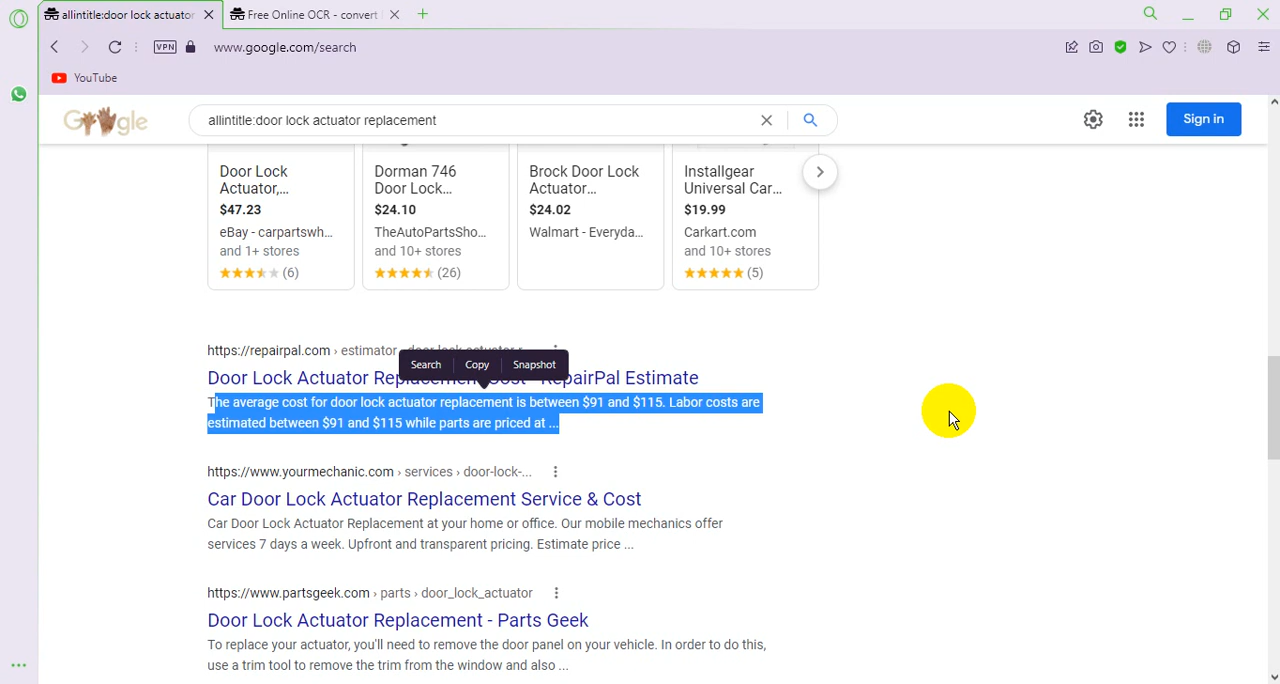 allintitle:door lock actuator
Free Online OCR - convert
VPN
www.google.com/search
YouTube
Google
allintitle:door lock actuator replacement
Sign in
Door Lock
Actuator,...
$47.23
eBay - carpartswh...
and 1+ stores
(6)
Dorman 746
Door Lock...
$24.10
TheAutoPartsSho...
and 10+ stores
(26)
Brock Door Lock
Actuator...
$24.02
Walmart - Everyda...
Installgear
Universal Car...
$19.99
Carkart.com
and 10+ stores
(5)
https://repairpal.com › estimator
Search Copy Snapshot
Door Lock Actuator Cost - RepairPal Estimate
The average cost for door lock actuator replacement is between $91 and $115. Labor costs are
estimated between $91 and $115 while parts are priced at ...
https://www.yourmechanic.com › services › door-lock-...
Car Door Lock Actuator Replacement Service & Cost
Car Door Lock Actuator Replacement at your home or office. Our mobile mechanics offer
services 7 days a week. Upfront and transparent pricing. Estimate price ...
https://www.partsgeek.com › parts › door_lock_actuator
Door Lock Actuator Replacement - Parts Geek
To replace your actuator, you'll need to remove the door panel on your vehicle. In order to do this,
use a trim tool to remove the trim from the window and also ...